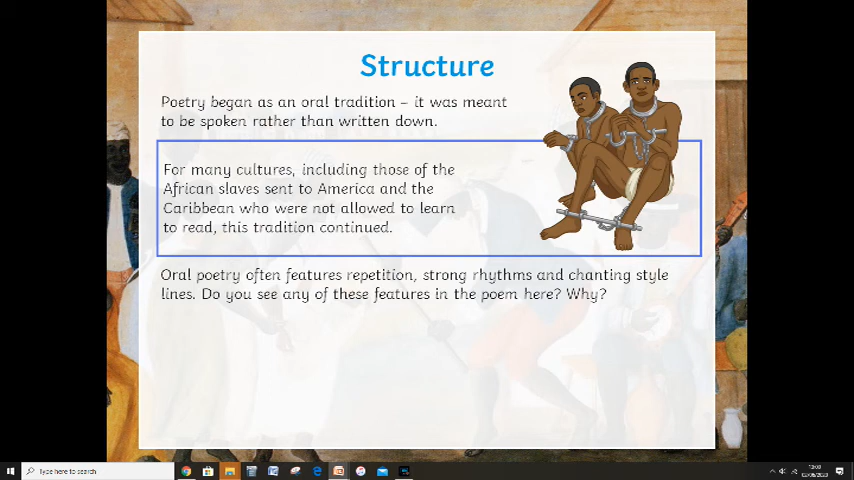 Structure
Poetry began as an oral tradition – it was meant
to be spoken rather than written down.
For many cultures, including those of the
African slaves sent to America and the
Caribbean who were not allowed to learn
to read, this tradition continued.
Oral poetry often features repetition, strong rhythms and chanting style
lines. Do you see any of these features in the poem here? Why?
Type here to search